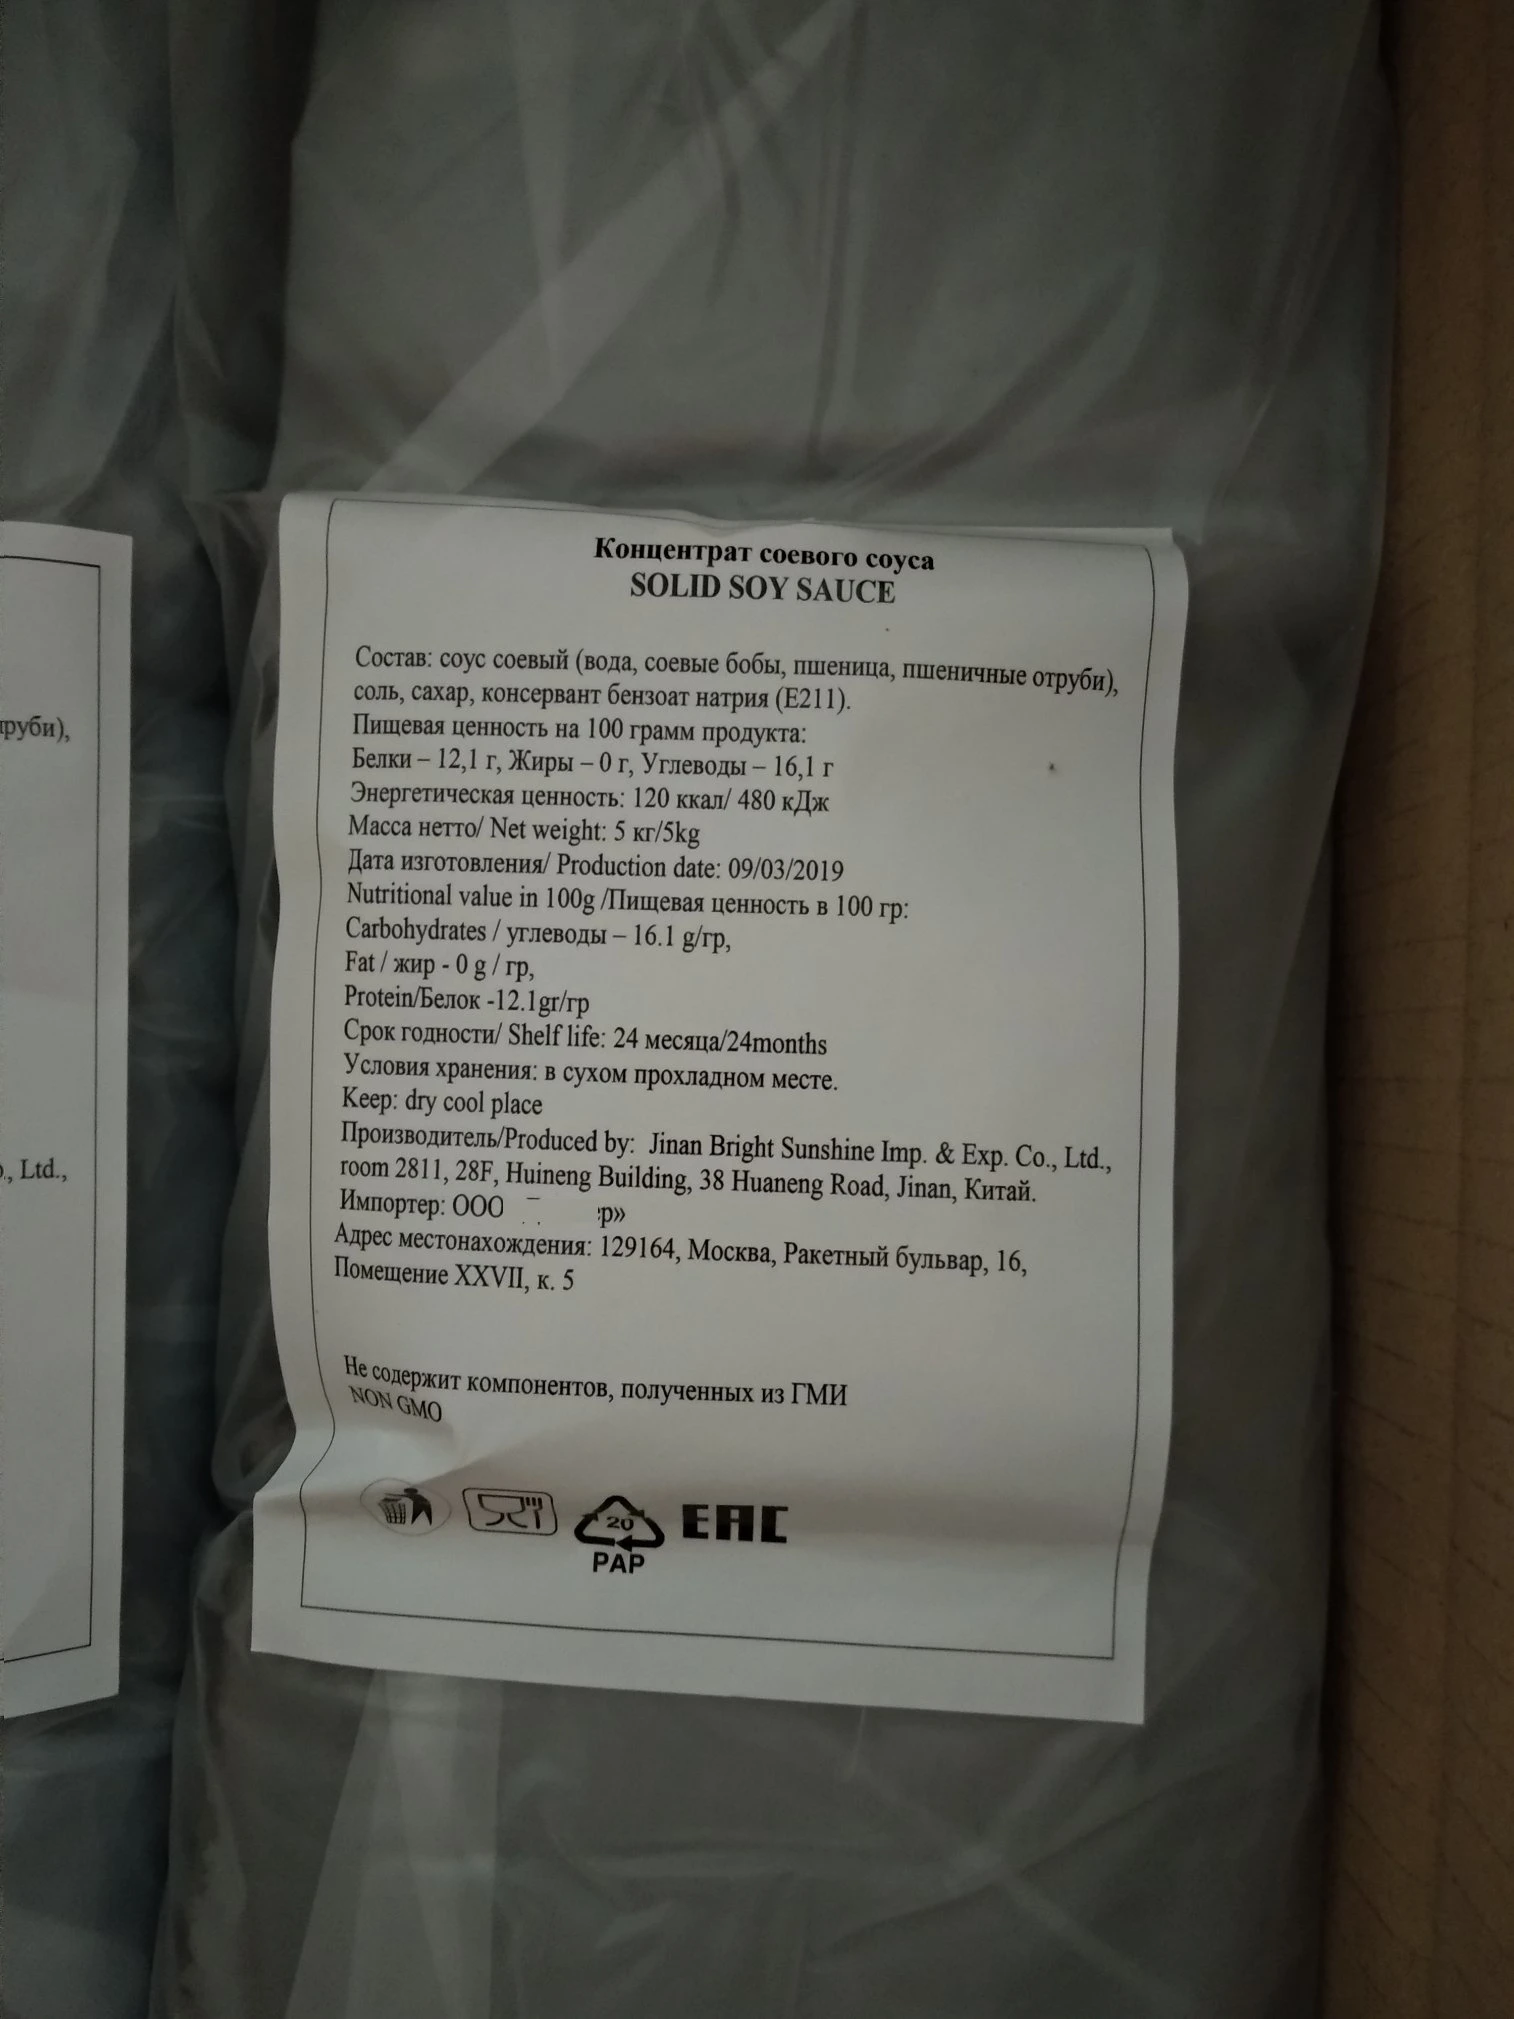 Концентрат соевого соуса
SOLID SOY SAUCE
Состав: соус соевый (вода, соевые бобы, пшеница, пшеничные отруби),
соль, сахар, консервант бензоат натрия (Е211).
Пищевая ценность на 100 грамм продукта:
Белки – 12,1 г, Жиры – 0 г, Углеводы – 16,1 г
Энергетическая ценность: 120 ккал/ 480 кДж
Масса нетто/ Net weight: 5 кг/5kg
Дата изготовления/ Production date: 09/03/2019
Nutritional value in 100g /Пищевая ценность в 100 гр:
Carbohydrates / углеводы – 16.1 g/гр,
Fat / жир - 0 g / гр,
Protein/Белок -12.1gr/гр
Срок годности/ Shelf life: 24 месяца/24months
Условия хранения: в сухом прохладном месте.
Keep: dry cool place
Производитель/Produced by: Jinan Bright Sunshine Imp. & Exp. Co., Ltd.,
room 2811, 28F, Huineng Building, 38 Huaneng Road, Jinan, Китай.
Импортер: ООО р»
Адрес местонахождения: 129164, Москва, Ракетный бульвар, 16,
Помещение XXVII, к. 5
Не содержит компонентов, полученных из ГМИ
NON GMO
20
PAP
EAC
руби),
., Ltd.,